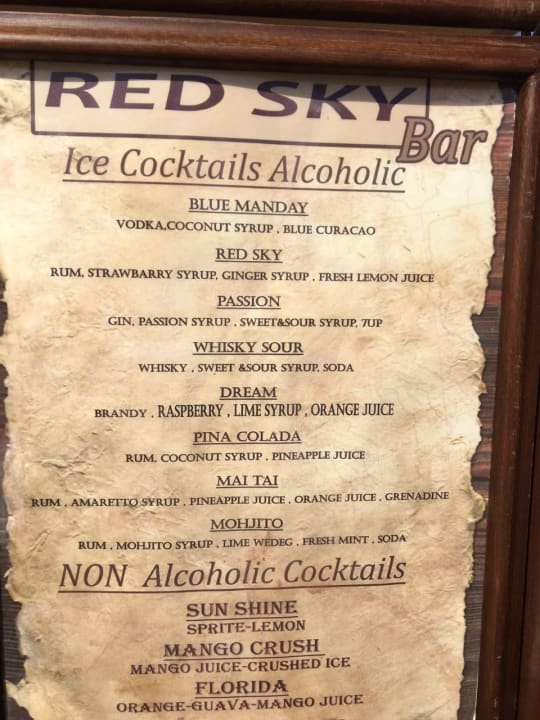 RED SKY
Bar
Ice Cocktails Alcoholic
BLUE MANDAY
VODKA,COCONUT SYRUP , BLUE CURACAO
RED SKY
RUM, STRAWBARRY SYRUP, GINGER SYRUP . FRESH LEMON JUICE
PASSION
GIN, PASSION SYRUP . SWEET&SOUR SYRUP, 7UP
WHISKY SOUR
WHISKY . SWEET &SOUR SYRUP, SODA
DREAM
BRANDY . RASPBERRY , LIME SYRUP , ORANGE JUICE
PINA COLADA
RUM, COCONUT SYRUP . PINEAPPLE JUICE
MAI TAI
RUM . AMARETTO SYRUP . PINEAPPLE JUICE . ORANGE JUICE . GRENADINE
MOHJITO
RUM . MOHJITO SYRUP . LIME WEDEG . FRESH MINT . SODA
NON Alcoholic Cocktails
SUN SHINE
SPRITE-LEMON
MANGO CRUSH
MANGO JUICE-CRUSHED ICE
FLORIDA
ORANGE-GUAVA-MANGO JUICE